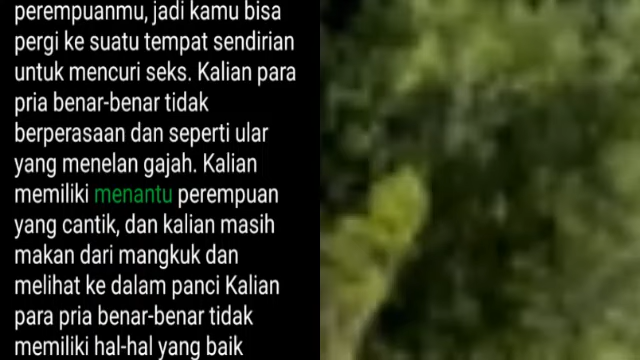 perempuanmu, jadi kamu bisa
pergi ke suatu tempat sendirian
untuk mencuri seks. Kalian para
pria benar-benar tidak
berperasaan dan seperti ular
yang menelan gajah. Kalian
memiliki menantu perempuan
yang cantik, dan kalian masih
makan dari mangkuk dan
melihat ke dalam panci Kalian
para pria benar-benar tidak
memiliki hal-hal yang baik